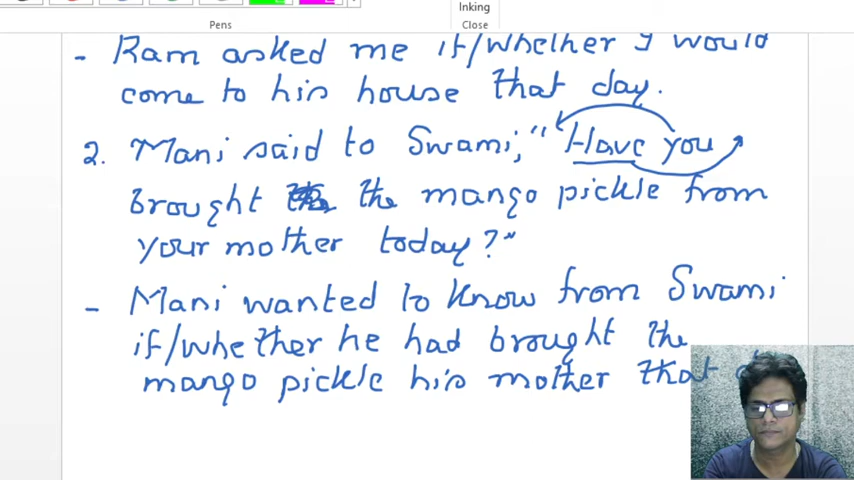 Inking
Pens
Close
- Ram asked me if/whether I would
come to his house that day.
2. Mani said to Swami, "Have you
brought the mango pickle from
your mother today?"
- Mani wanted to know from Swami
if/whether he had brought the
mango pickle his mother that